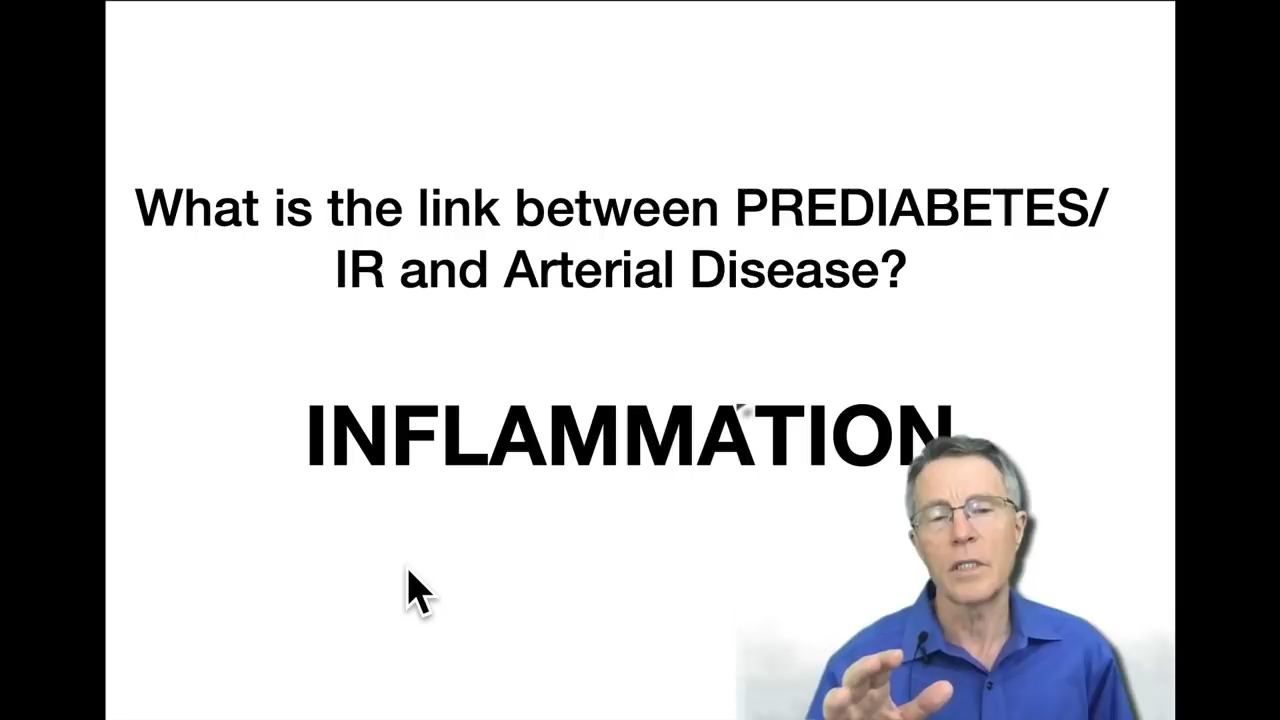 What is the link between PREDIABETES/
IR and Arterial Disease?
INFLAMMATION